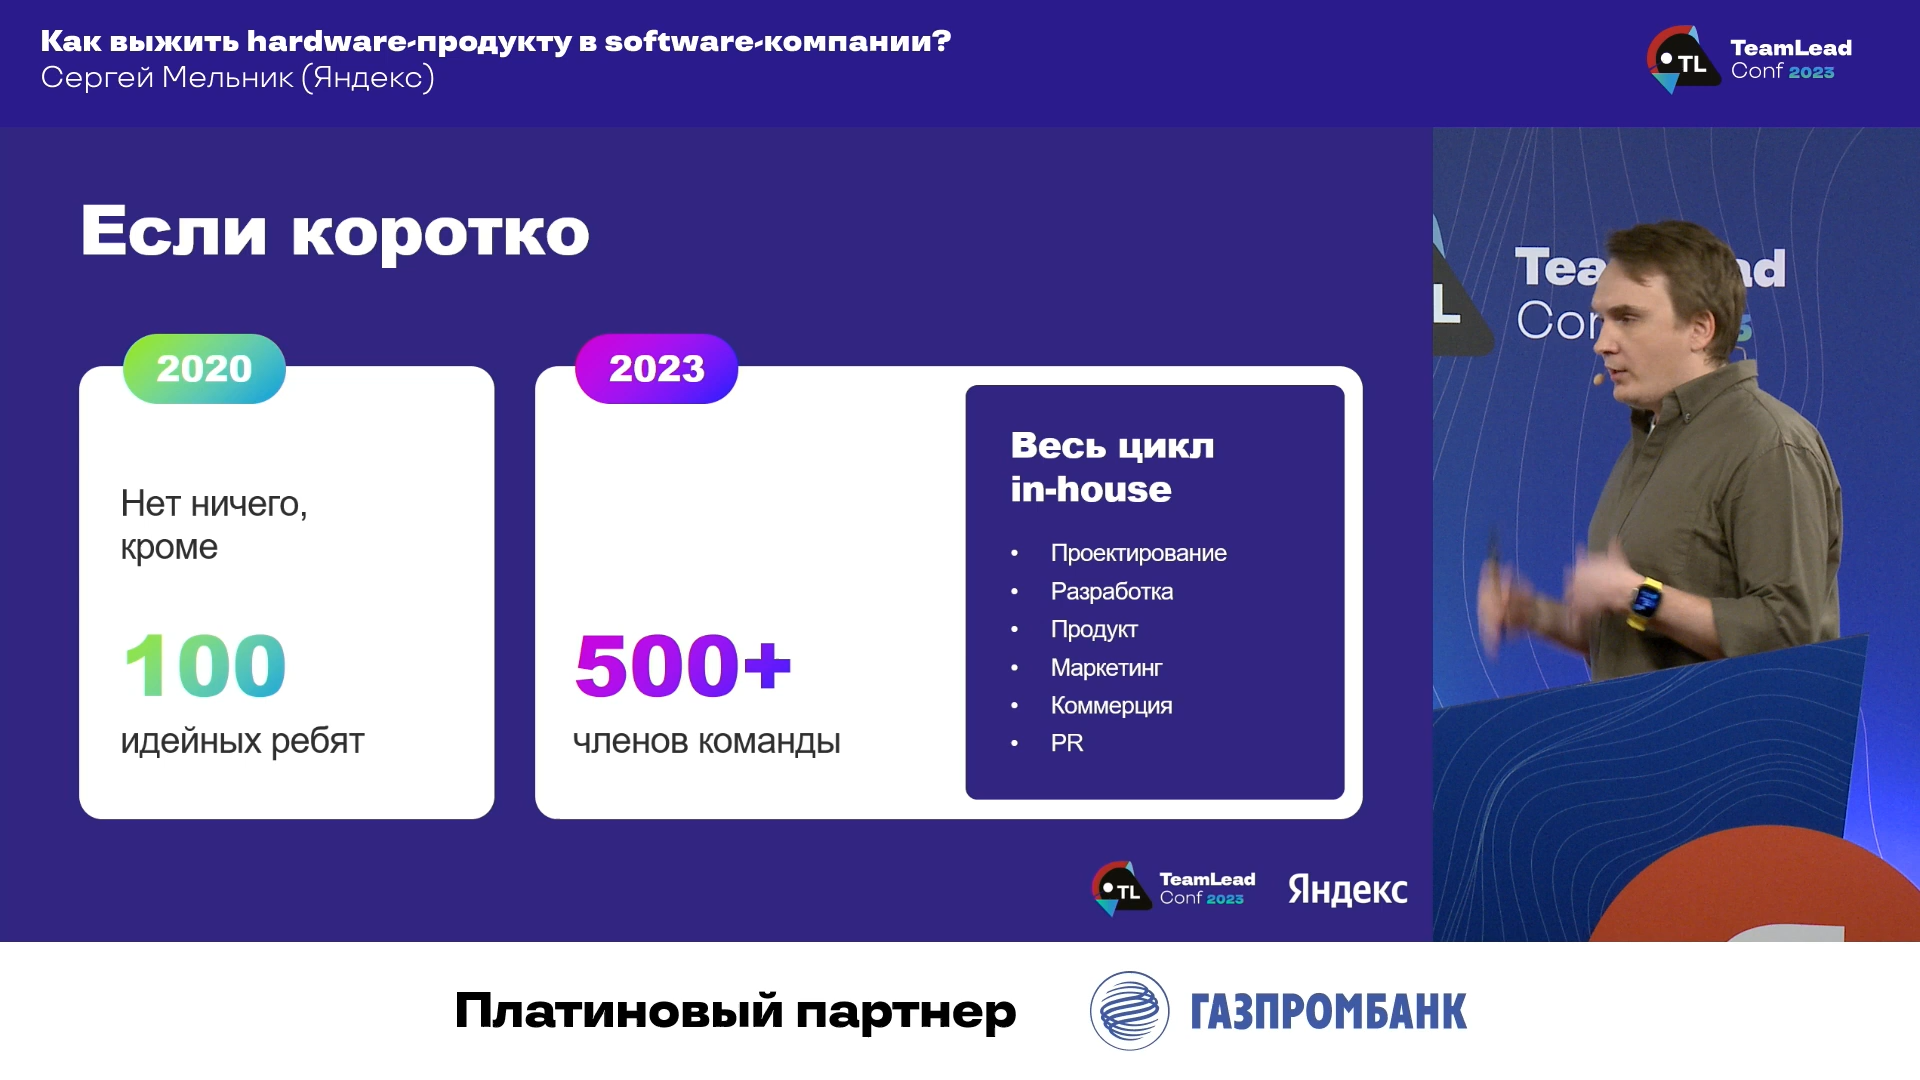 Как выжить hardware-продукту в software-компании?
Сергей Мельник (Яндекс)
TL
TeamLead
Conf 2023
Если коротко
2020
Нет ничего,
кроме
100
идейных ребят
2023
500+
членов команды
Весь цикл
in-house
• Проектирование
• Разработка
• Продукт
• Маркетинг
• Коммерция
• PR
TL
TeamLead
Conf 2023
Яндекс
Платиновый партнер
ГАЗПРОМБАНК